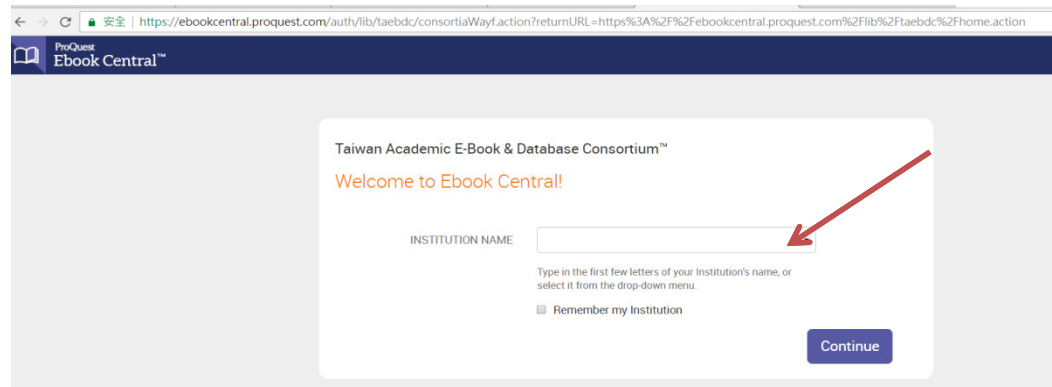 安全 https://ebookcentral.proquest.com/auth/lib/taebdc/consortiaWayf.action?returnURL=https%3A%2F%2Febookcentral.proquest.com%2Flib%2Ftaebdc%2Fhome.action
ProQuest
Ebook Central™
Taiwan Academic E-Book & Database Consortium™
Welcome to Ebook Central!
INSTITUTION NAME
Type in the first few letters of your Institution's name, or
select it from the drop-down menu.
Remember my Institution
Continue